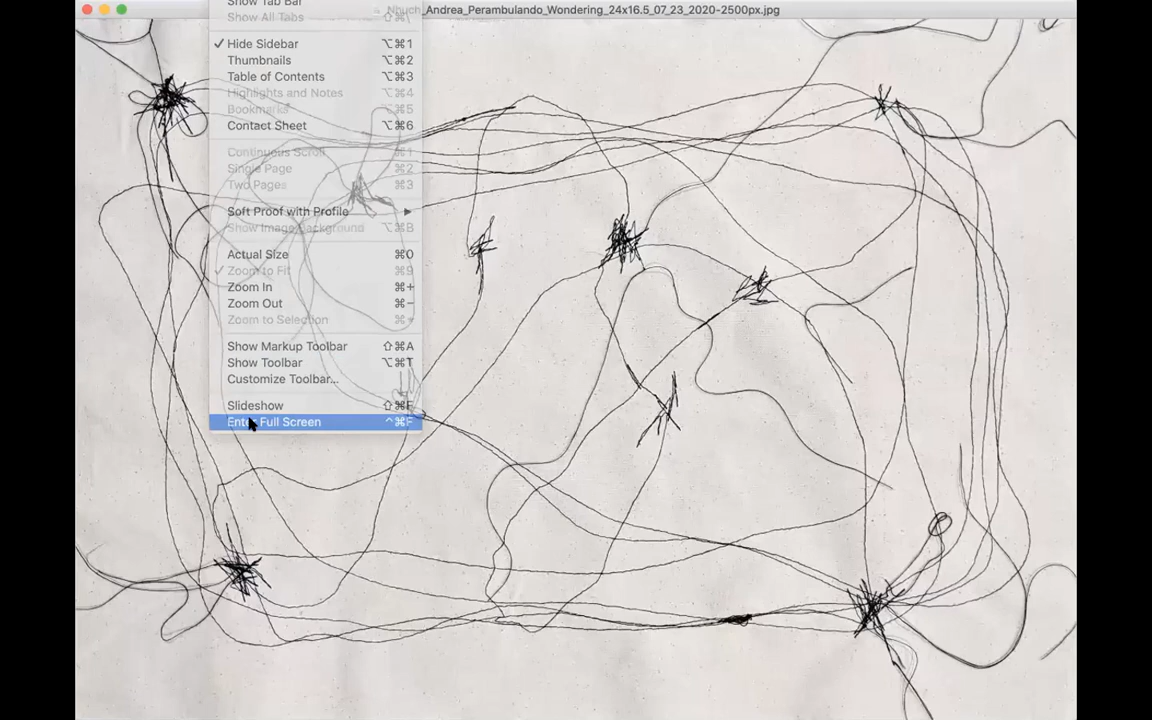 Nbuch_Andrea_Perambulando_Wondering_24x16.5_07_23_2020-2500px.jpg
Show Tab Bar
Show All Tabs ⇧⌘\
✓ Hide Sidebar ⌥⌘1
Thumbnails ⌥⌘2
Table of Contents ⌥⌘3
Highlights and Notes ⌥⌘4
Bookmarks ⌥⌘5
Contact Sheet ⌥⌘6
Continuous Scroll ⌘1
Single Page ⌘2
Two Pages ⌘3
Soft Proof with Profile ▶
Show Image Background ⌥⌘B
Actual Size ⌘0
✓ Zoom to Fit ⌘9
Zoom In ⌘+
Zoom Out ⌘−
Zoom to Selection ⌘*
Show Markup Toolbar ⇧⌘A
Show Toolbar ⌥⌘T
Customize Toolbar...
Slideshow ⇧⌘F
Enter Full Screen ^⌘F